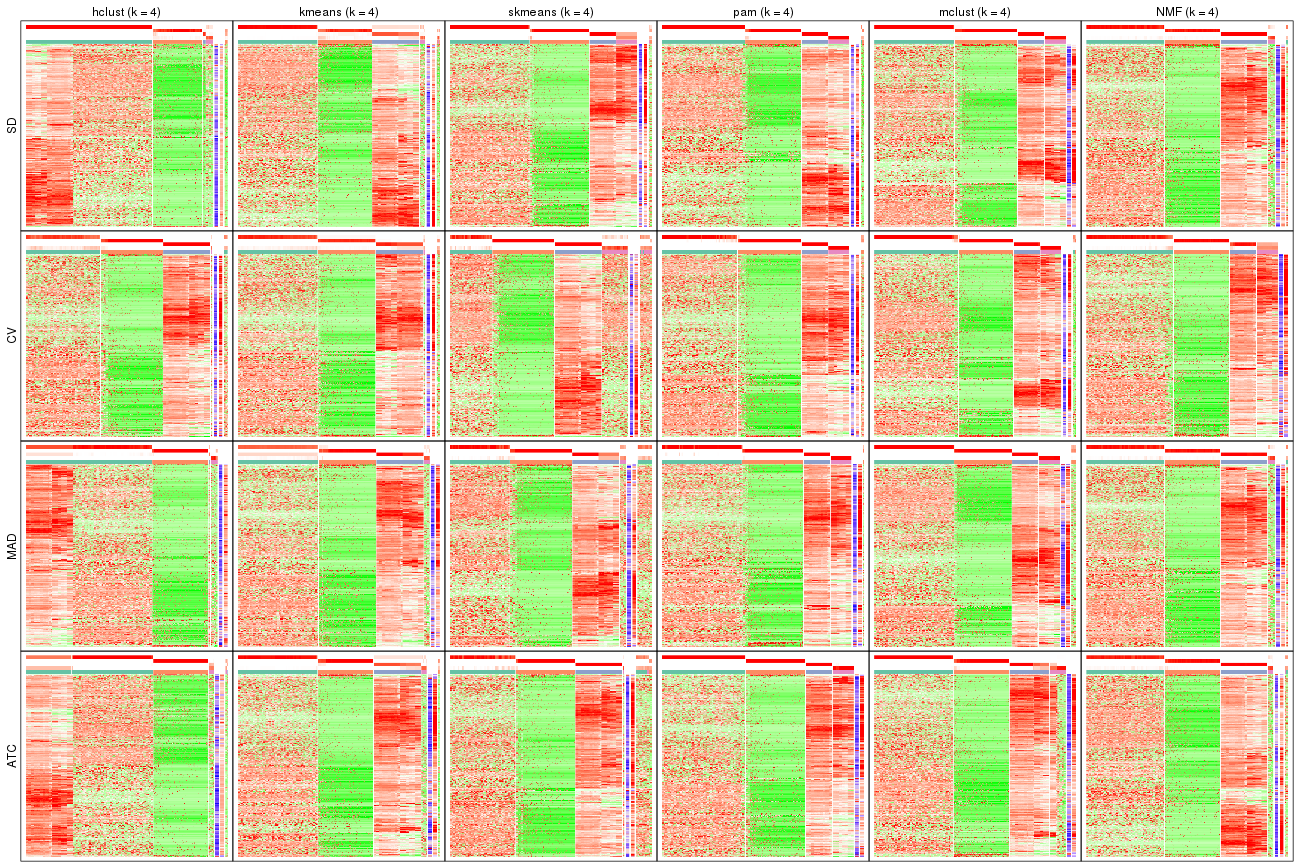 hclust (k = 4) kmeans (k = 4) skmeans (k = 4) pam (k = 4) mclust (k = 4) NMF (k = 4)
SD
CV
MAD
ATC